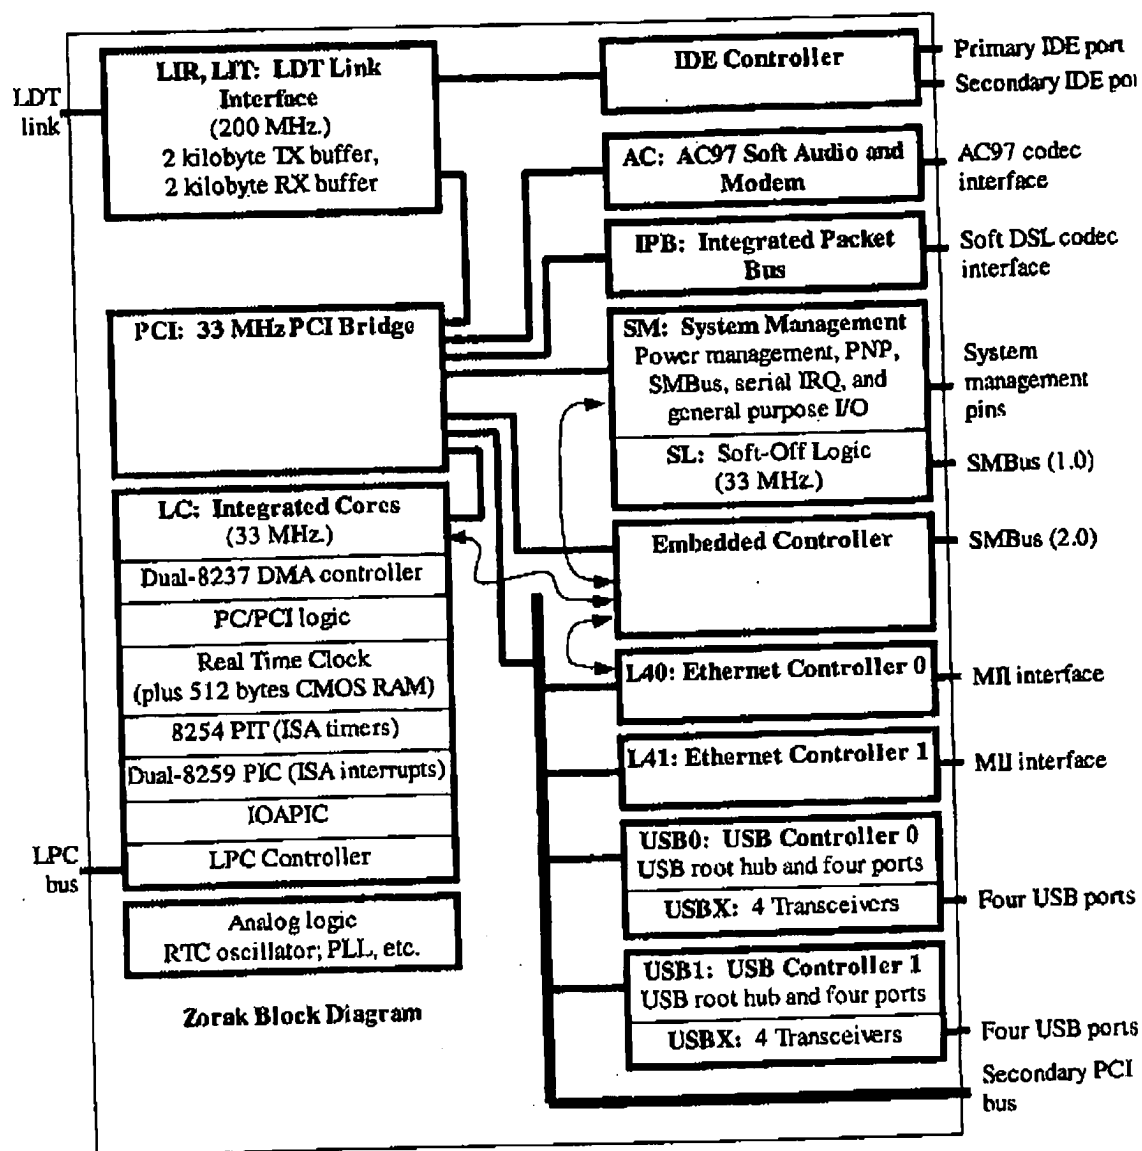 LDT
link
LIR, LIT: LDT Link
Interface
(200 MHz.)
2 kilobyte TX buffer,
2 kilobyte RX buffer
IDE Controller
Primary IDE port
Secondary IDE por
AC: AC97 Soft Audio and
Modem
AC97 codec
interface
IPB: Integrated Packet
Bus
Soft DSL codec
interface
PCI: 33 MHz PCI Bridge
SM: System Management
Power management, PNP,
SMBus, serial IRQ, and
general purpose I/O
System
management
pins
SL: Soft-Off Logic
(33 MHz.)
SMBus (1.0)
LC: Integrated Cores
(33 MHz.)
Dual-8237 DMA controller
PC/PCI logic
Real Time Clock
(plus 512 bytes CMOS RAM)
8254 PIT (ISA timers)
Dual-8259 PIC (ISA interrupts)
IOAPIC
LPC Controller
LPC
bus
Analog logic
RTC oscillator; PLL, etc.
Zorak Block Diagram
Embedded Controller
SMBus (2.0)
L40: Ethernet Controller 0
MII interface
L41: Ethernet Controller 1
MII interface
USB0: USB Controller 0
USB root hub and four ports
USBX: 4 Transceivers
Four USB ports
USB1: USB Controller 1
USB root hub and four ports
USBX: 4 Transceivers
Four USB ports
Secondary PCI
bus